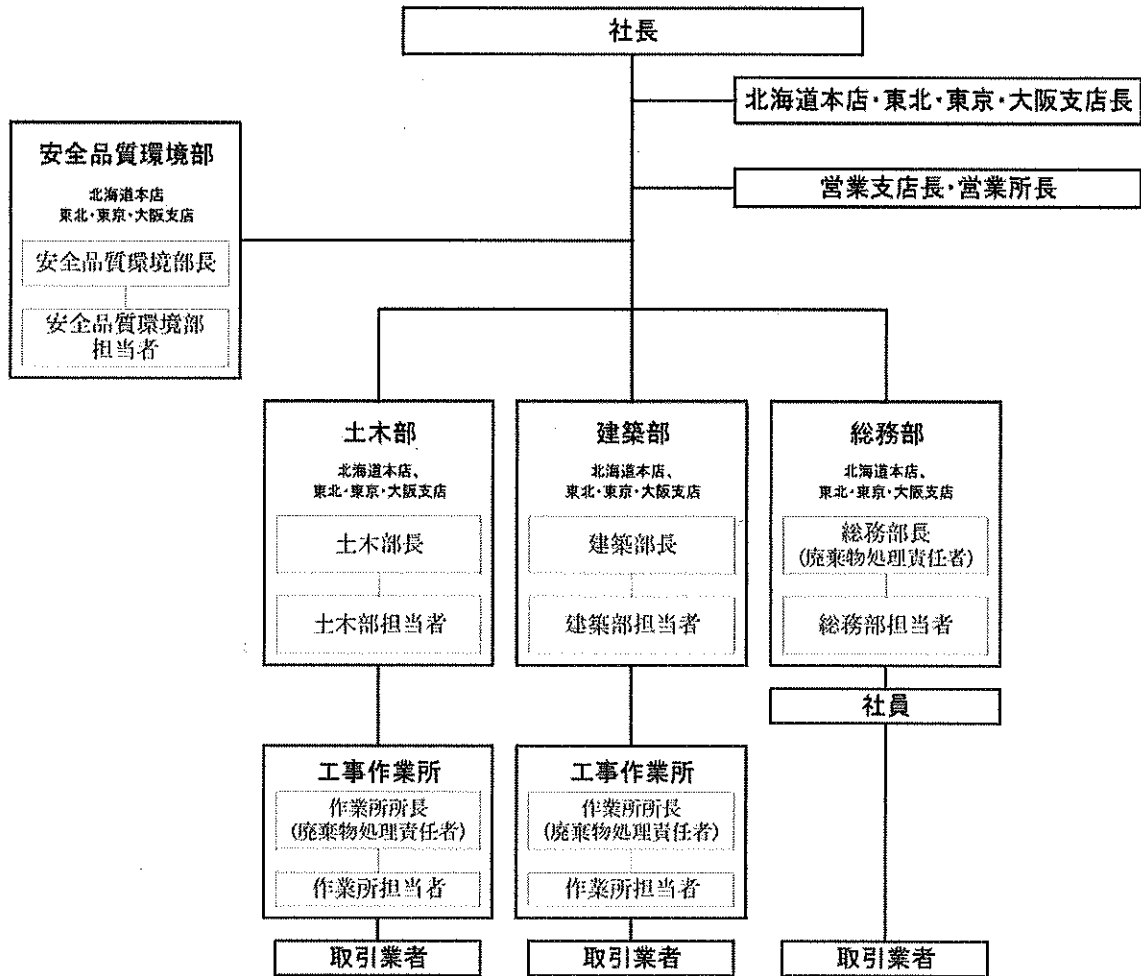 社長
北海道本店・東北・東京・大阪支店長
営業支店長・営業所長
安全品質環境部
北海道本店
東北・東京・大阪支店
安全品質環境部長
安全品質環境部
担当者
土木部
北海道本店、
東北・東京・大阪支店
土木部長
土木部担当者
建築部
北海道本店、
東北・東京・大阪支店
建築部長
建築部担当者
総務部
北海道本店、
東北・東京・大阪支店
総務部長
(廃棄物処理責任者)
総務部担当者
社員
工事作業所
作業所所長
(廃棄物処理責任者)
作業所担当者
工事作業所
作業所所長
(廃棄物処理責任者)
作業所担当者
取引業者
取引業者
取引業者